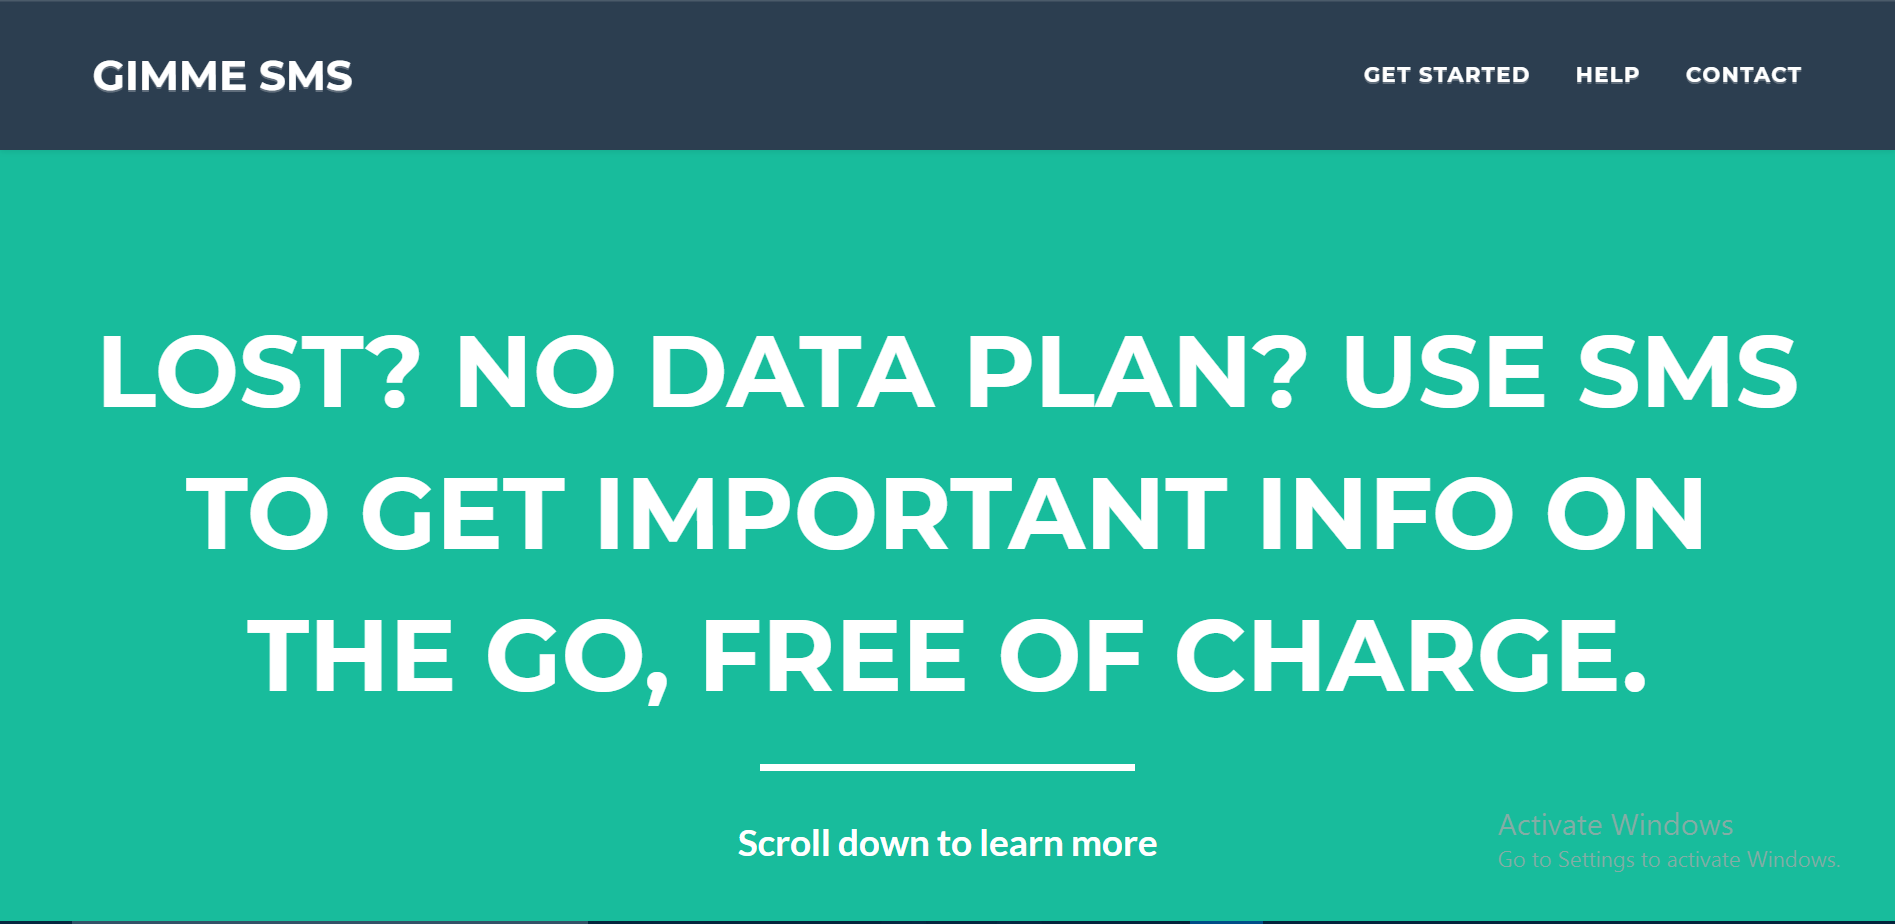 GIMME SMS
GET STARTED HELP CONTACT
LOST? NO DATA PLAN? USE SMS
TO GET IMPORTANT INFO ON
THE GO, FREE OF CHARGE.
Scroll down to learn more
Activate Windows
Go to Settings to activate Windows.